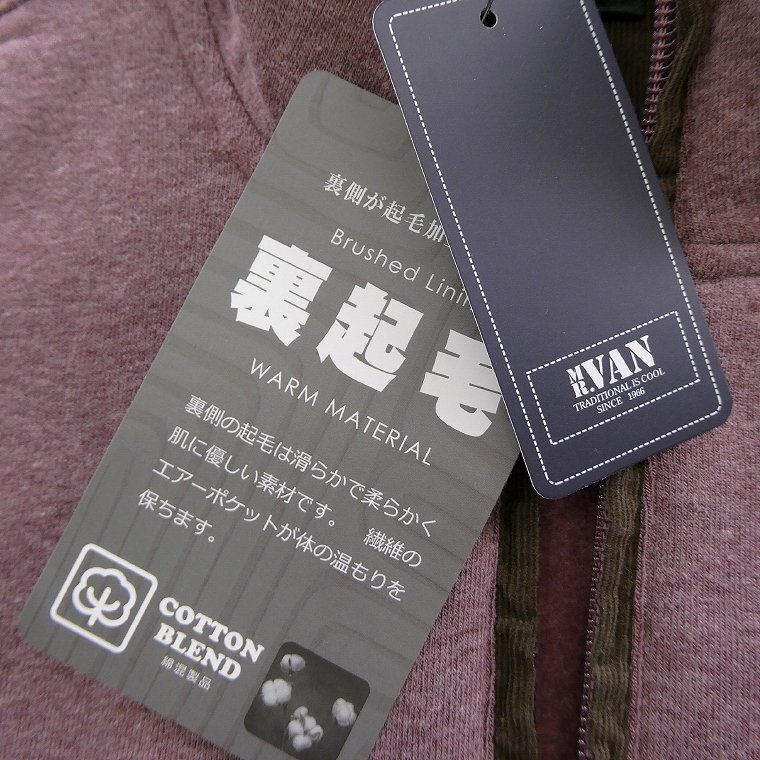 裏側が起毛加
Brushed Linin
裏起毛
WARM MATERIAL
裏側の起毛は滑らかで柔らかく
肌に優しい素材です。 繊維の
エアーポケットが体の温もりを
保ちます。
COTTON
BLEND
綿混製品
MR.VAN
TRADITIONAL IS COOL
SINCE 1966